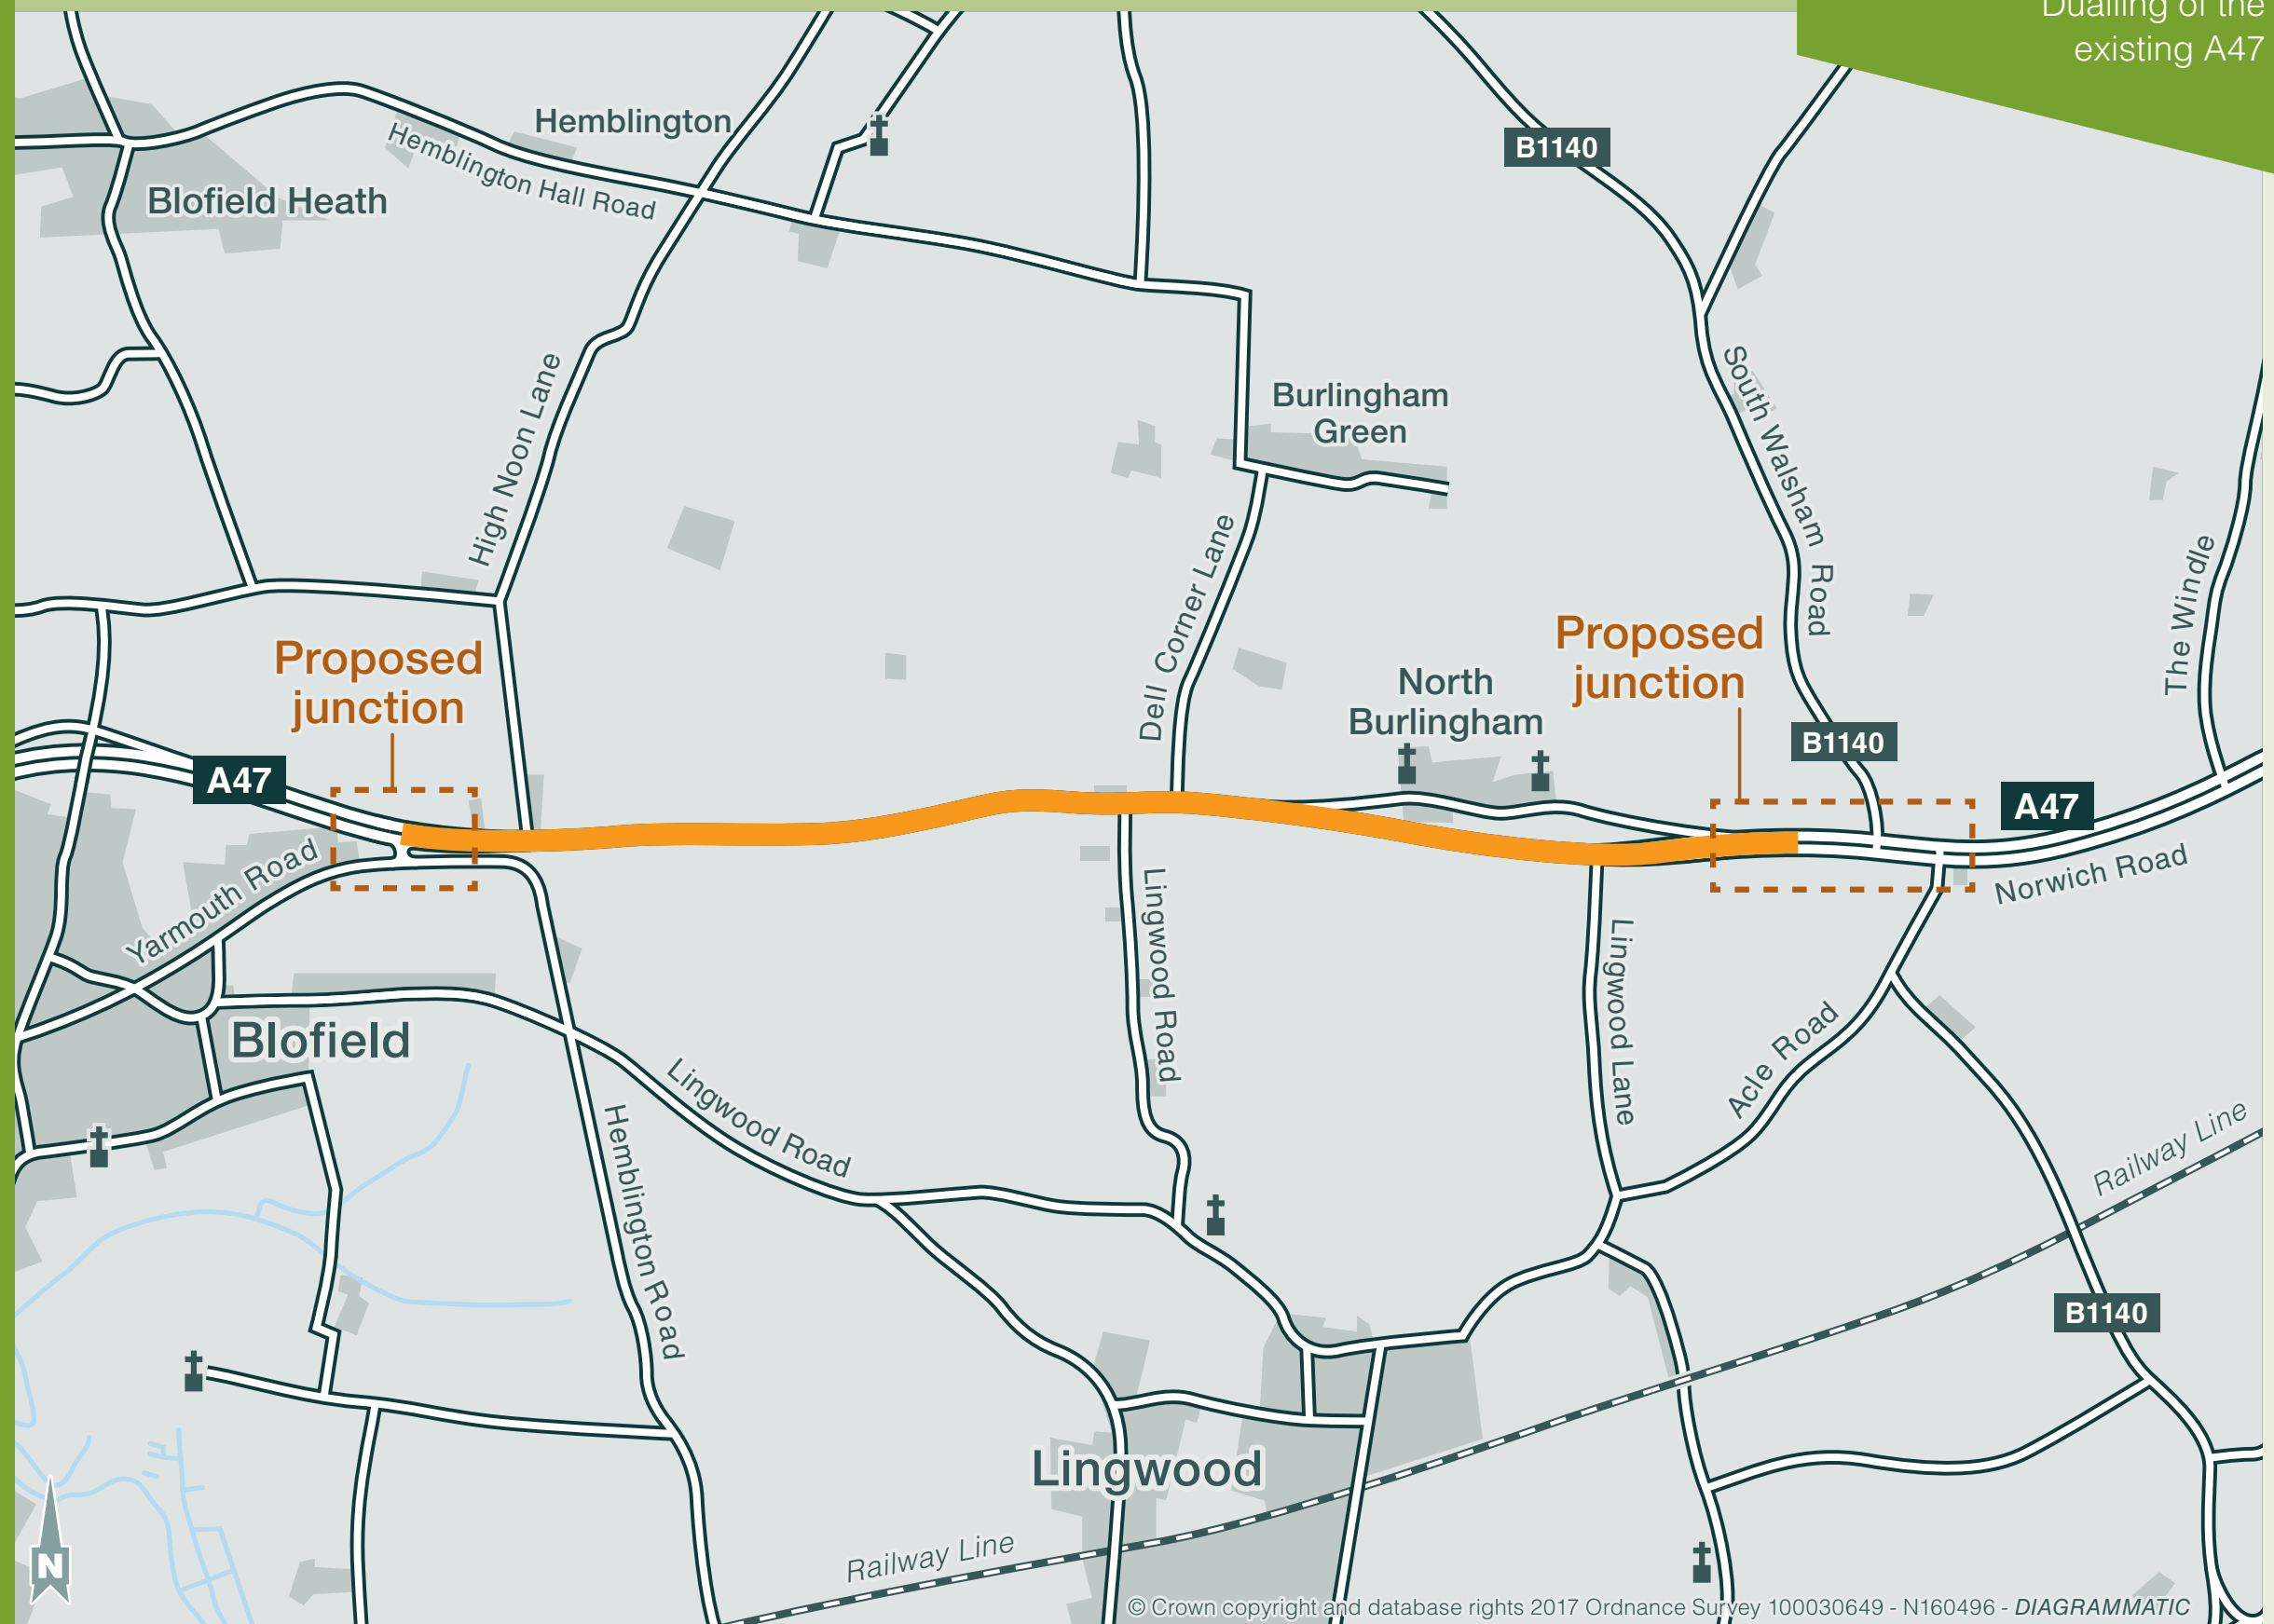 Dualling of the
existing A47
Hemblington
B1140
Hemblington Hall Road
Blofield Heath
High Noon Lane
Burlingham
Green
South Walsham Road
Dell Corner Lane
The Windle
Proposed
junction
Proposed
junction
North
Burlingham
B1140
A47
A47
Yarmouth Road
Norwich Road
Lingwood Road
Lingwood Lane
Blofield
Acle Road
Lingwood Road
Hemblington Road
Railway Line
B1140
Lingwood
Railway Line
N
© Crown copyright and database rights 2017 Ordnance Survey 100030649 - N160496 - DIAGRAMMATIC